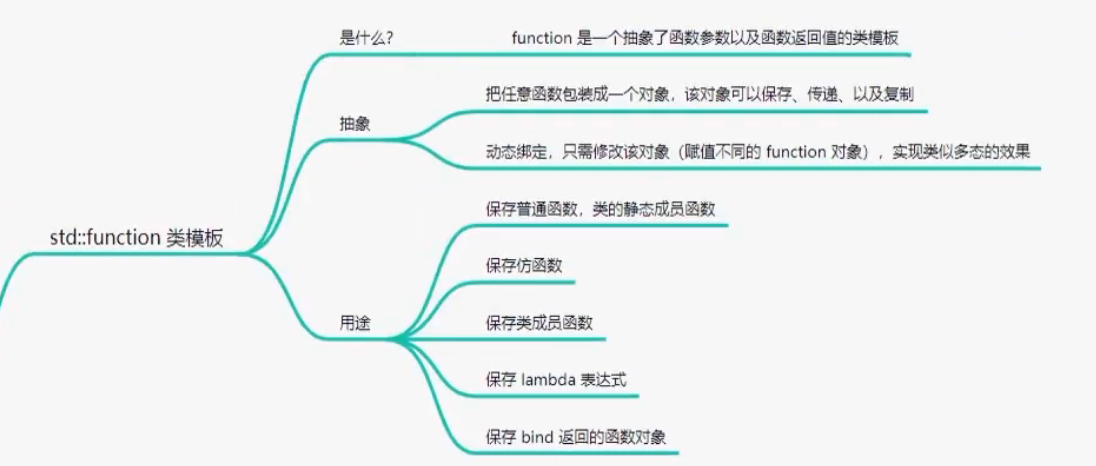 是什么?
function 是一个抽象了函数参数以及函数返回值的类模板
把任意函数包装成一个对象，该对象可以保存、传递、以及复制
抽象
动态绑定，只需修改该对象（赋值不同的 function 对象），实现类似多态的效果
保存普通函数，类的静态成员函数
std::function 类模板
保存仿函数
用途
保存类成员函数
保存 lambda 表达式
保存 bind 返回的函数对象